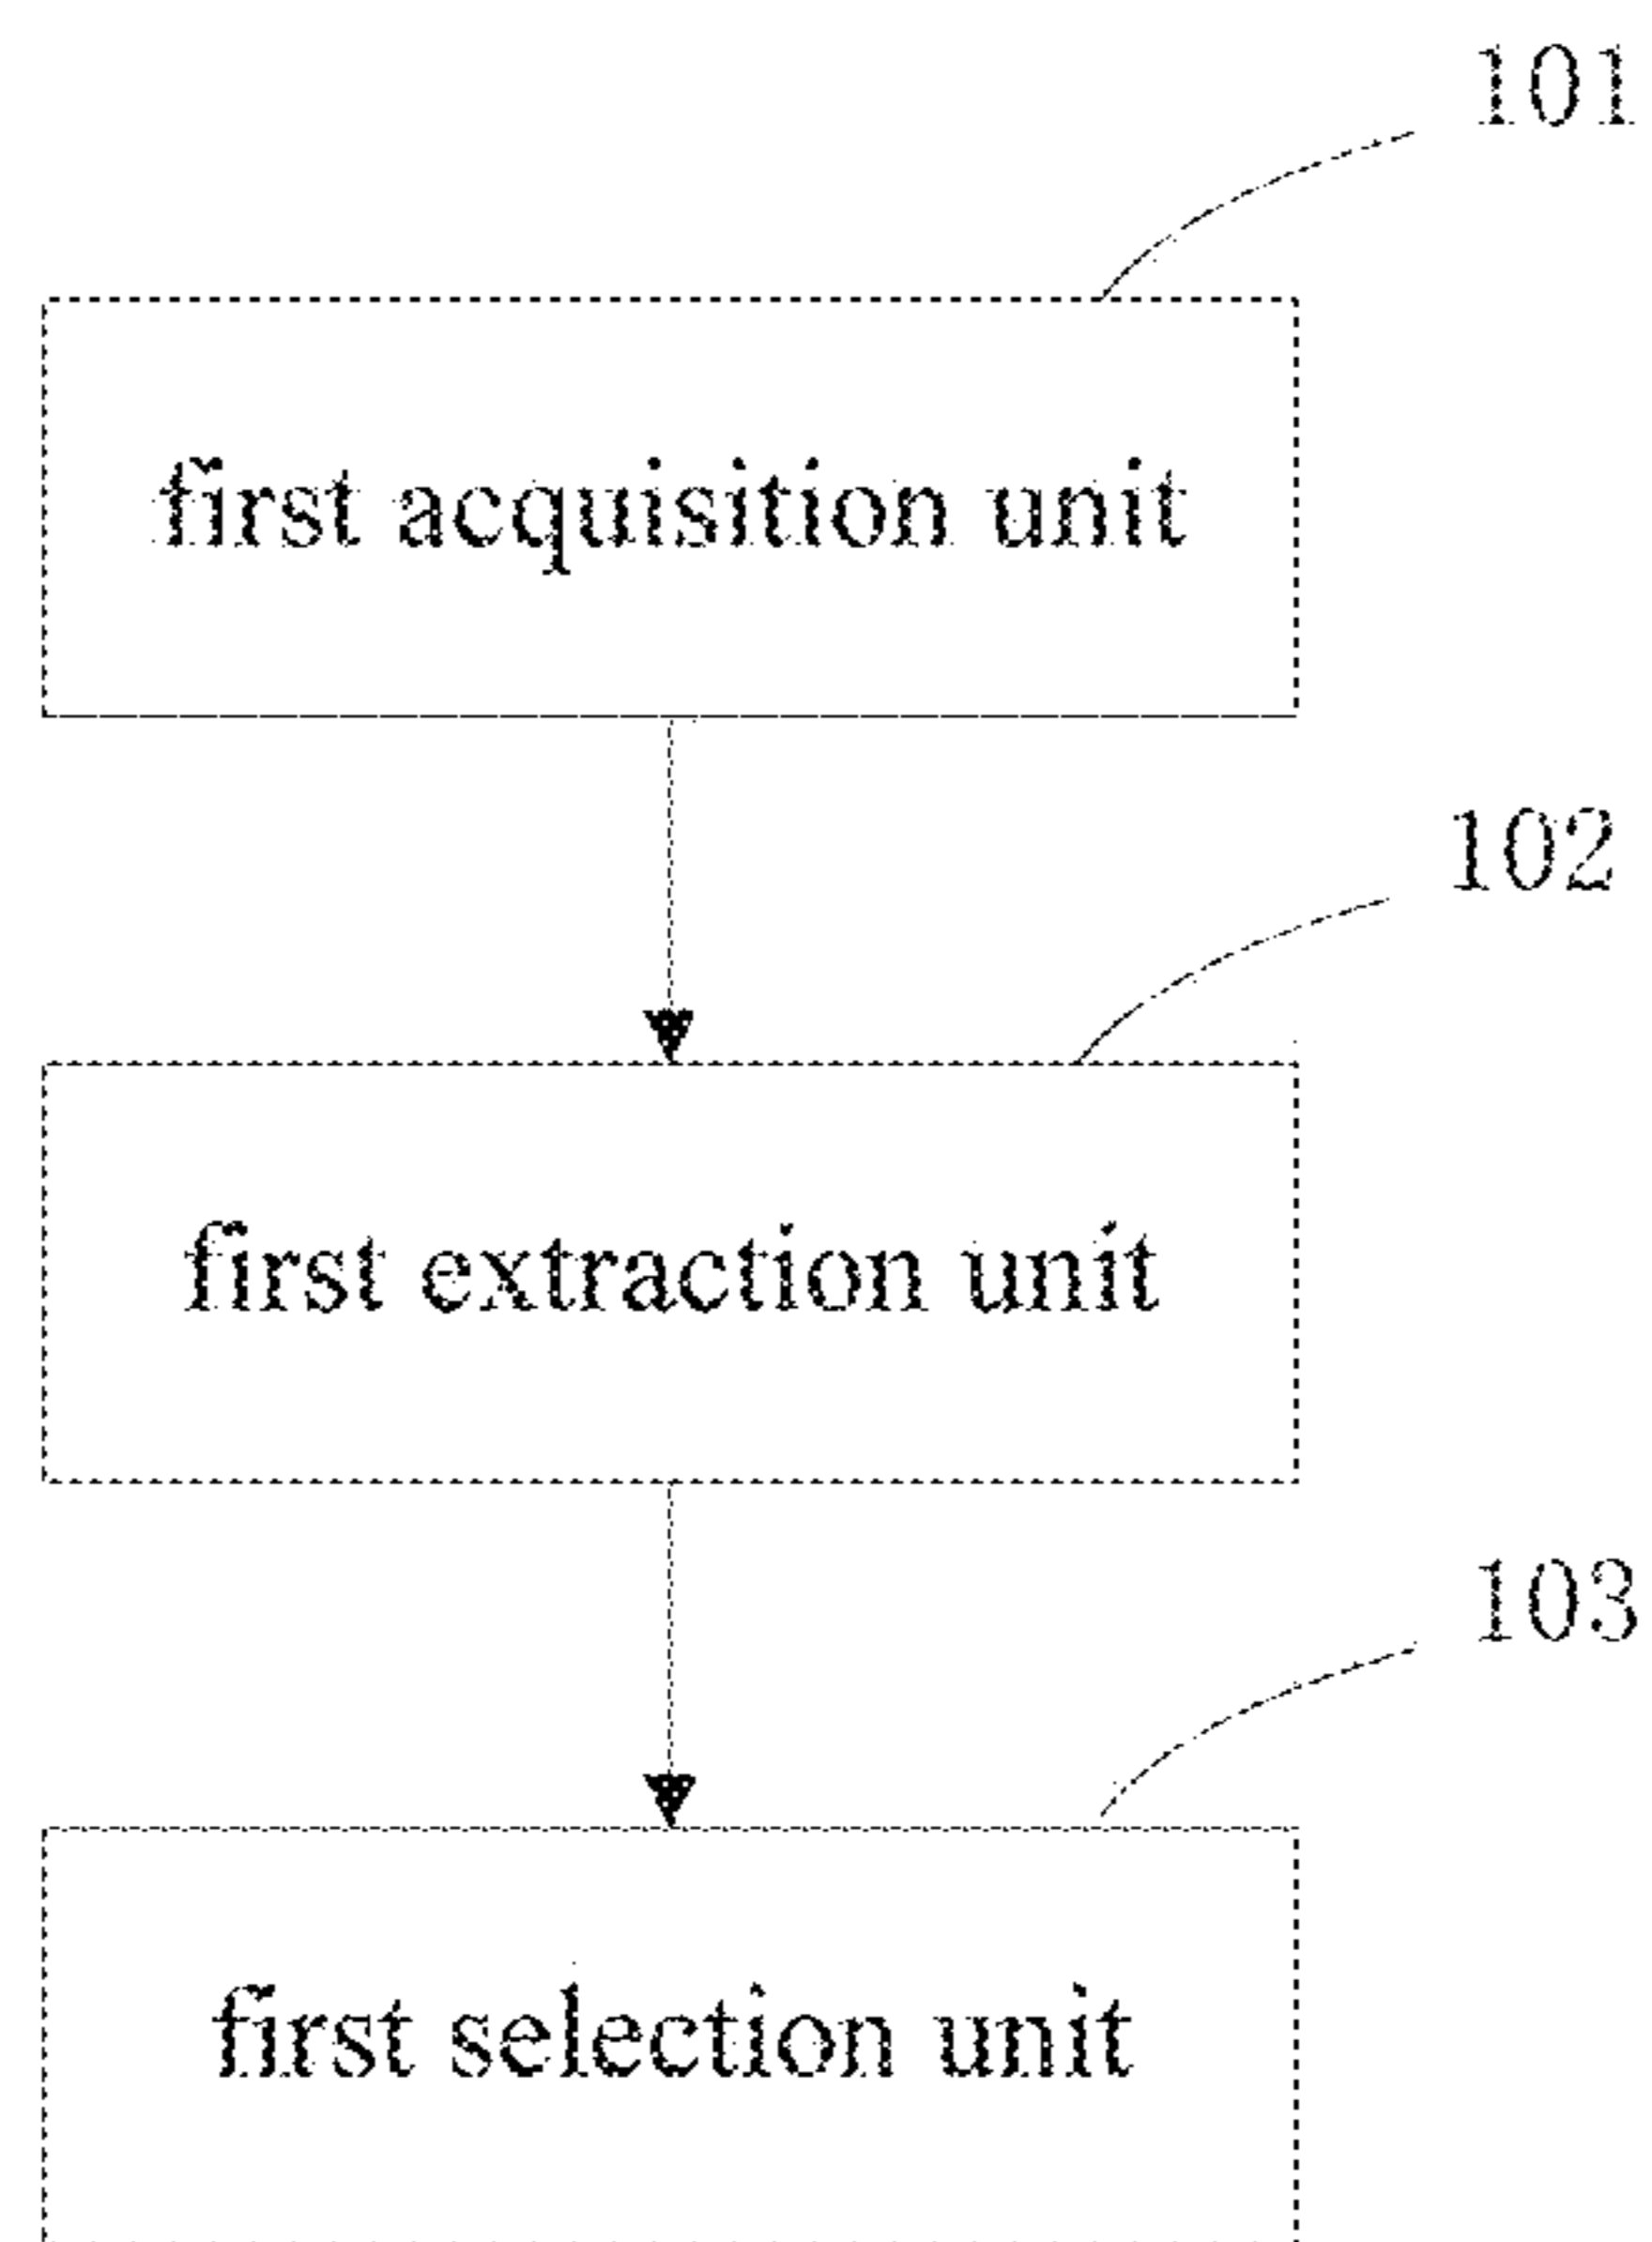 101
first acquisition unit
102
first extraction unit
103
first selection unit